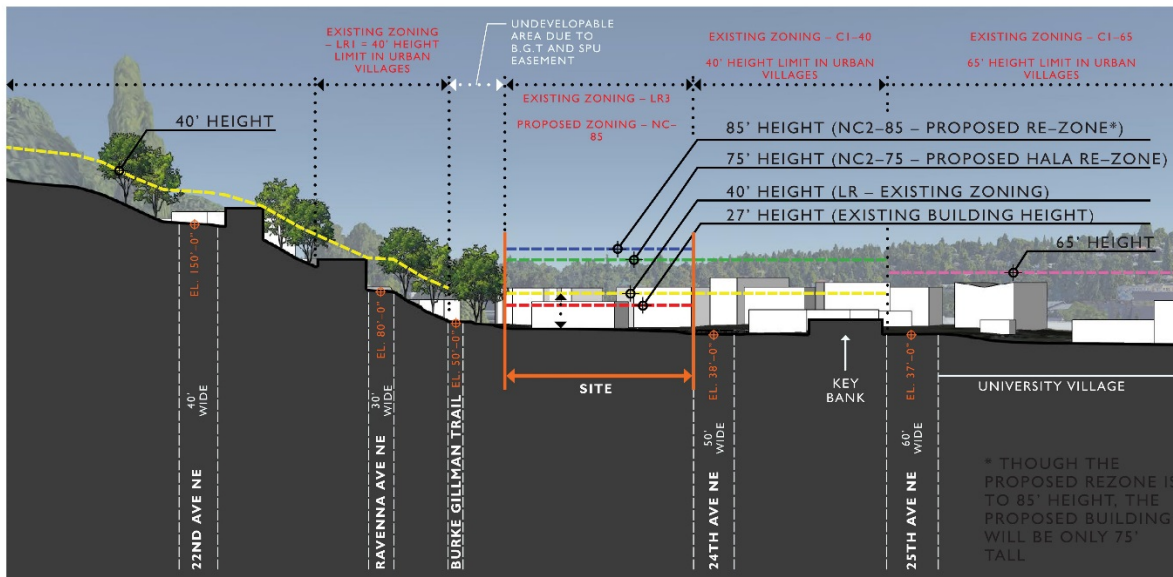 EXISTING ZONING
– LR1 = 40' HEIGHT
LIMIT IN URBAN
VILLAGES
UNDEVELOPABLE
AREA DUE TO
B.G.T AND SPU
EASEMENT
EXISTING ZONING – C1-40
40' HEIGHT LIMIT IN URBAN
VILLAGES
EXISTING ZONING – C1-65
65' HEIGHT LIMIT IN URBAN
VILLAGES
EXISTING ZONING – LR3
PROPOSED ZONING – NC-
85
40' HEIGHT
85' HEIGHT (NC2-85 – PROPOSED RE-ZONE*)
75' HEIGHT (NC2-75 – PROPOSED HALA RE-ZONE)
40' HEIGHT (LR – EXISTING ZONING)
27' HEIGHT (EXISTING BUILDING HEIGHT)
65' HEIGHT
EL. 150'-0"
EL. 80'-0"
EL. 50'-0"
EL. 38'-0"
EL. 37'-0"
SITE
KEY
BANK
UNIVERSITY VILLAGE
40'
WIDE
30'
WIDE
50'
WIDE
60'
WIDE
22ND AVE NE
RAVENNA AVE NE
BURKE GILLMAN TRAIL
24TH AVE NE
25TH AVE NE
* THOUGH THE
PROPOSED REZONE IS
TO 85' HEIGHT, THE
PROPOSED BUILDING
WILL BE ONLY 75'
TALL